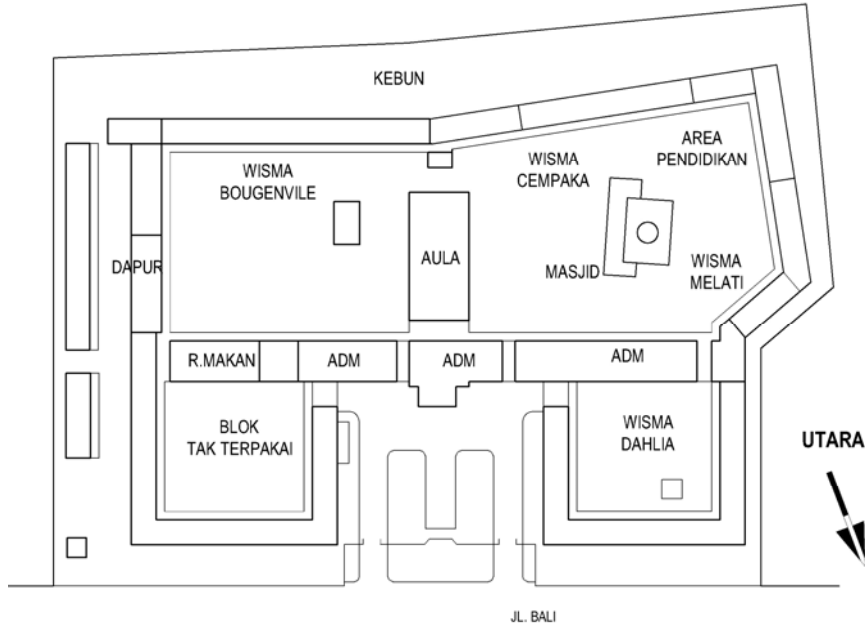 KEBUN
WISMA
BOUGENVILE
WISMA
CEMPAKA
AREA
PENDIDIKAN
DAPUR
AULA
MASJID
WISMA
MELATI
R.MAKAN
ADM
ADM
ADM
BLOK
TAK TERPAKAI
WISMA
DAHLIA
UTARA
JL. BALI